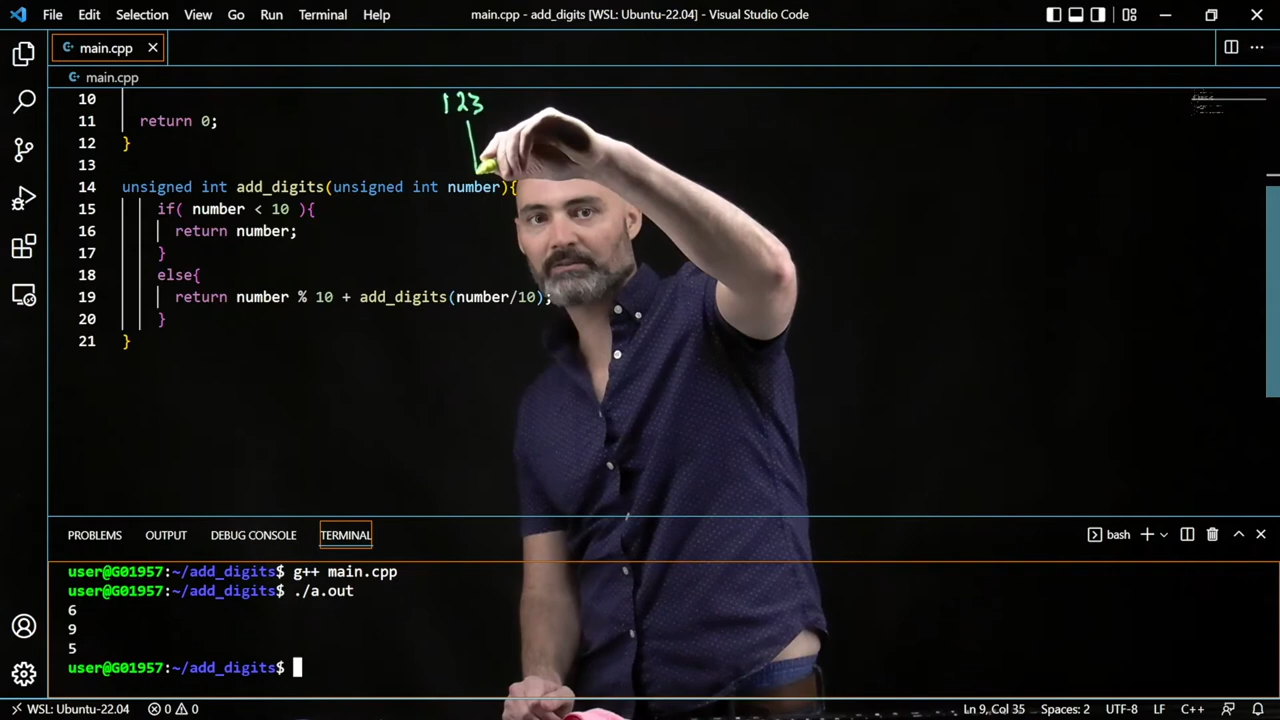 File Edit Selection View Go Run Terminal Help main.cpp - add_digits [WSL: Ubuntu-22.04] - Visual Studio Code
main.cpp
main.cpp
10
123
11 return 0;
12 }
13
14 unsigned int add_digits(unsigned int number){
15 if( number < 10 ){
16 return number;
17 }
18 else{
19 return number % 10 + add_digits(number/10);
20 }
21 }
PROBLEMS OUTPUT DEBUG CONSOLE TERMINAL bash
user@G01957:~/add_digits$ g++ main.cpp
user@G01957:~/add_digits$ ./a.out
6
9
5
user@G01957:~/add_digits$
WSL: Ubuntu-22.04 0 0 Ln 9, Col 35 Spaces: 2 UTF-8 LF C++